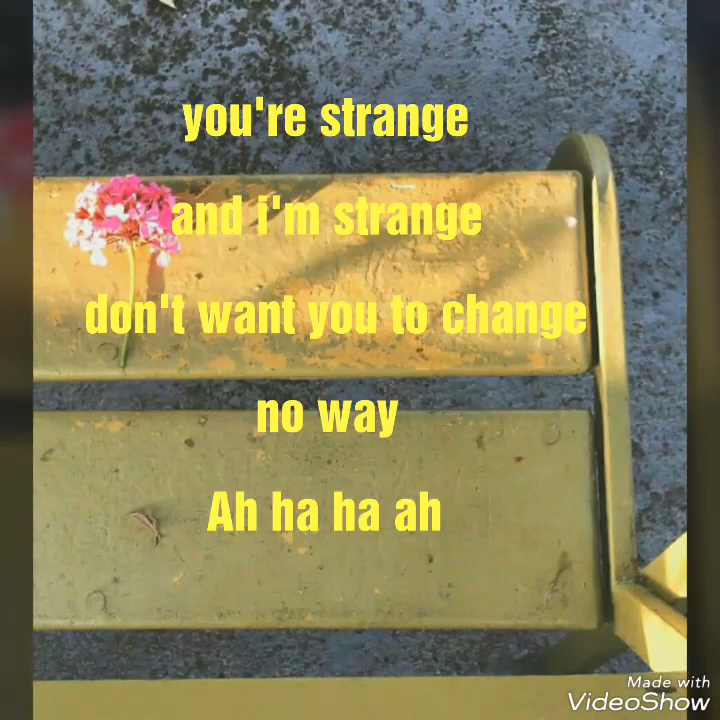 you're strange
and i'm strange
don't want you to change
no way
Ah ha ha ah
Made with
VideoShow